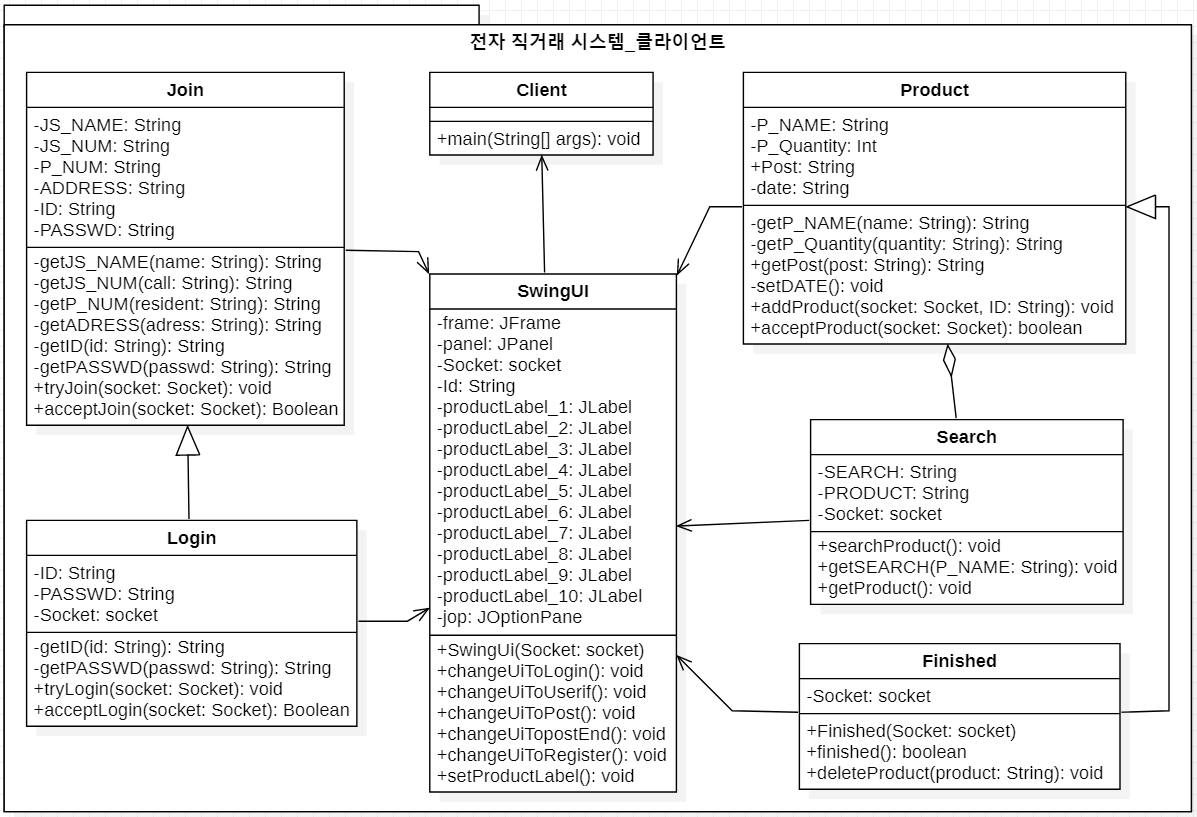 전자 직거래 시스템_클라이언트
Join
-JS_NAME: String
-JS_NUM: String
-P_NUM: String
-ADDRESS: String
-ID: String
-PASSWD: String
-getJS_NAME(name: String): String
-getJS_NUM(call: String): String
-getP_NUM(resident: String): String
-getADRESS(adress: String): String
-getID(id: String): String
-getPASSWD(passwd: String): String
+tryJoin(socket: Socket): void
+acceptJoin(socket: Socket): Boolean
Client
+main(String[] args): void
Product
-P_NAME: String
-P_Quantity: Int
+Post: String
-date: String
-getP_NAME(name: String): String
-getP_Quantity(quantity: String): String
+getPost(post: String): String
-setDATE(): void
+addProduct(socket: Socket, ID: String): void
+acceptProduct(socket: Socket): boolean
SwingUI
-frame: JFrame
-panel: JPanel
-Socket: socket
-Id: String
-productLabel_1: JLabel
-productLabel_2: JLabel
-productLabel_3: JLabel
-productLabel_4: JLabel
-productLabel_5: JLabel
-productLabel_6: JLabel
-productLabel_7: JLabel
-productLabel_8: JLabel
-productLabel_9: JLabel
-productLabel_10: JLabel
-jop: JOptionPane
+SwingUi(Socket: socket)
+changeUiToLogin(): void
+changeUiToUserif(): void
+changeUiToPost(): void
+changeUiTopostEnd(): void
+changeUiToRegister(): void
+setProductLabel(): void
Search
-SEARCH: String
-PRODUCT: String
-Socket: socket
+searchProduct(): void
+getSEARCH(P_NAME: String): void
+getProduct(): void
Login
-ID: String
-PASSWD: String
-Socket: socket
-getID(id: String): String
-getPASSWD(passwd: String): String
+tryLogin(socket: Socket): void
+acceptLogin(socket: Socket): Boolean
Finished
-Socket: socket
+Finished(Socket: socket)
+finished(): boolean
+deleteProduct(product: String): void